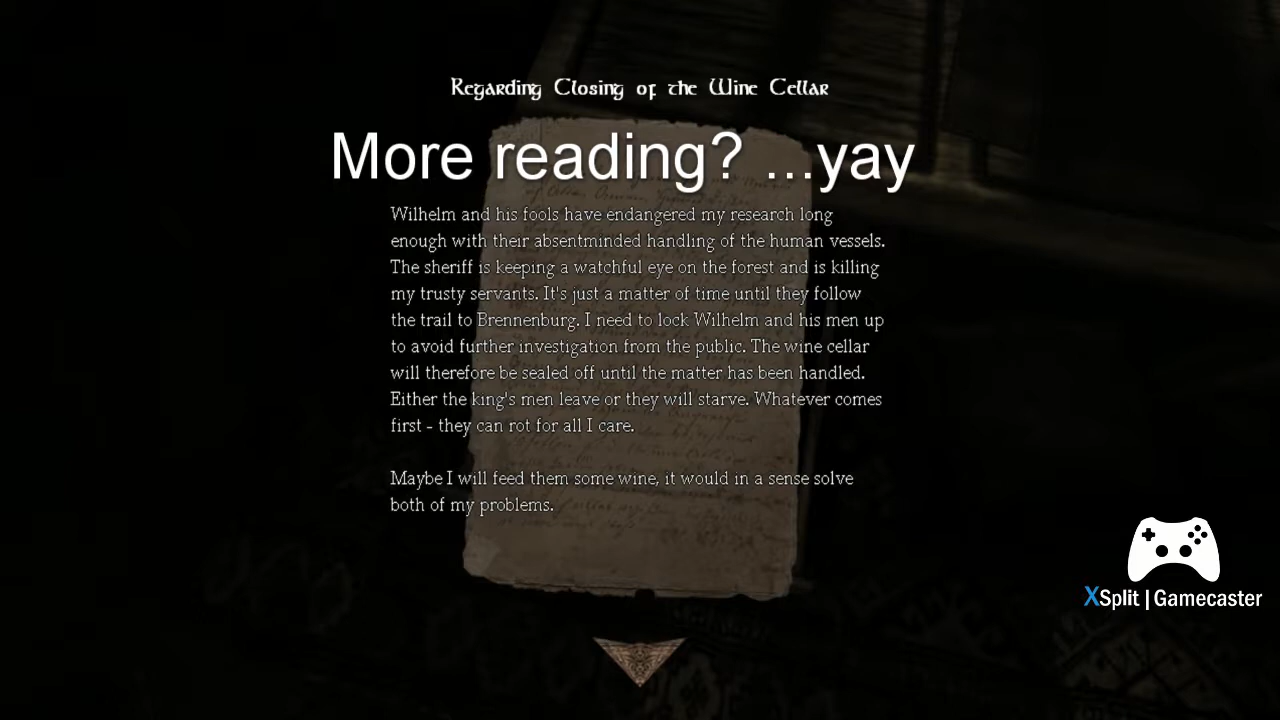 Regarding Closing of the Wine Cellar
More reading? ...yay
Wilhelm and his fools have endangered my research long
enough with their absentminded handling of the human vessels.
The sheriff is keeping a watchful eye on the forest and is killing
my trusty servants. It's just a matter of time until they follow
the trail to Brennenburg. I need to lock Wilhelm and his men up
to avoid further investigation from the public. The wine cellar
will therefore be sealed off until the matter has been handled.
Either the king's men leave or they will starve. Whatever comes
first - they can rot for all I care.
Maybe I will feed them some wine, it would in a sense solve
both of my problems.
XSplit | Gamecaster